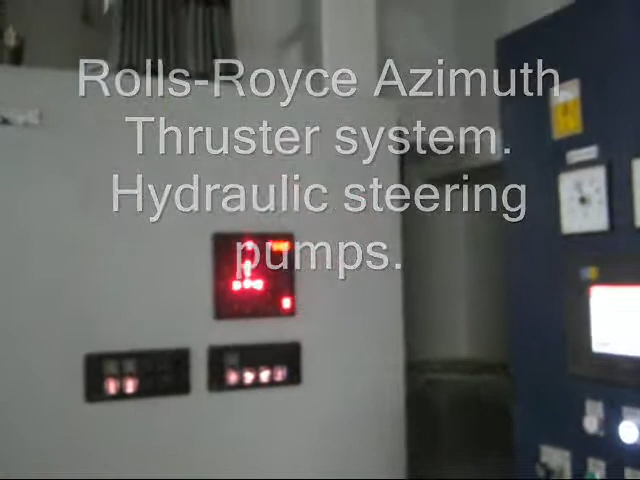 Rolls-Royce Azimuth
Thruster system.
Hydraulic steering
pumps.